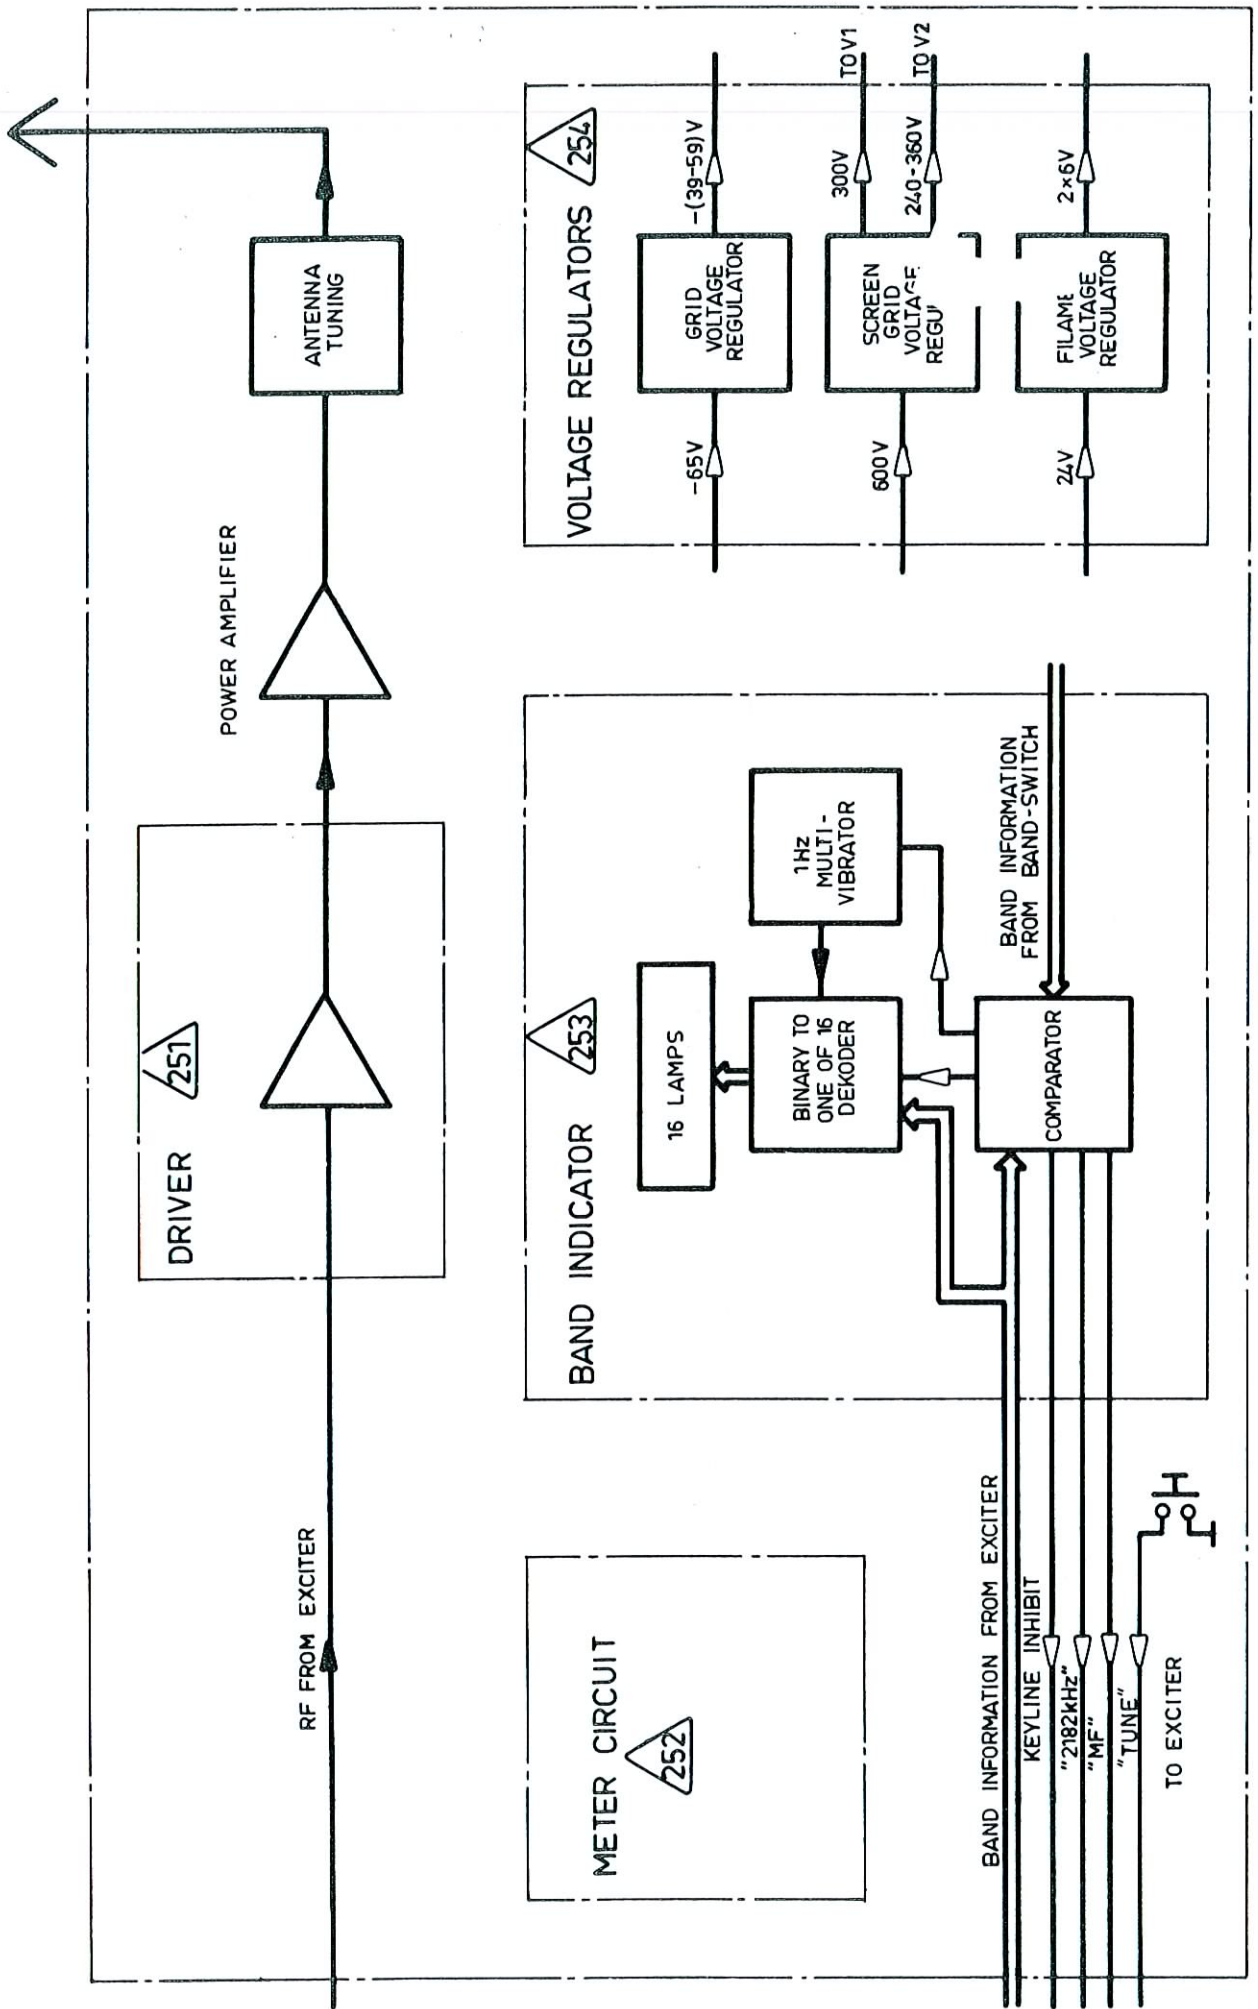 RF FROM EXCITER
DRIVER
251
POWER AMPLIFIER
ANTENNA
TUNING
METER CIRCUIT
252
BAND INDICATOR
253
16 LAMPS
BINARY TO
ONE OF 16
DEKODER
1Hz
MULTI-
VIBRATOR
COMPARATOR
BAND INFORMATION
FROM BAND-SWITCH
BAND INFORMATION FROM EXCITER
KEYLINE INHIBIT
"2182kHz"
"MF"
"TUNE"
TO EXCITER
VOLTAGE REGULATORS
254
-65V
GRID
VOLTAGE
REGULATOR
-(39-59)V
600V
SCREEN
GRID
300V
TO V1
240-360V
TO V2
24V
VOLTAGE
REGULATOR
2×6V